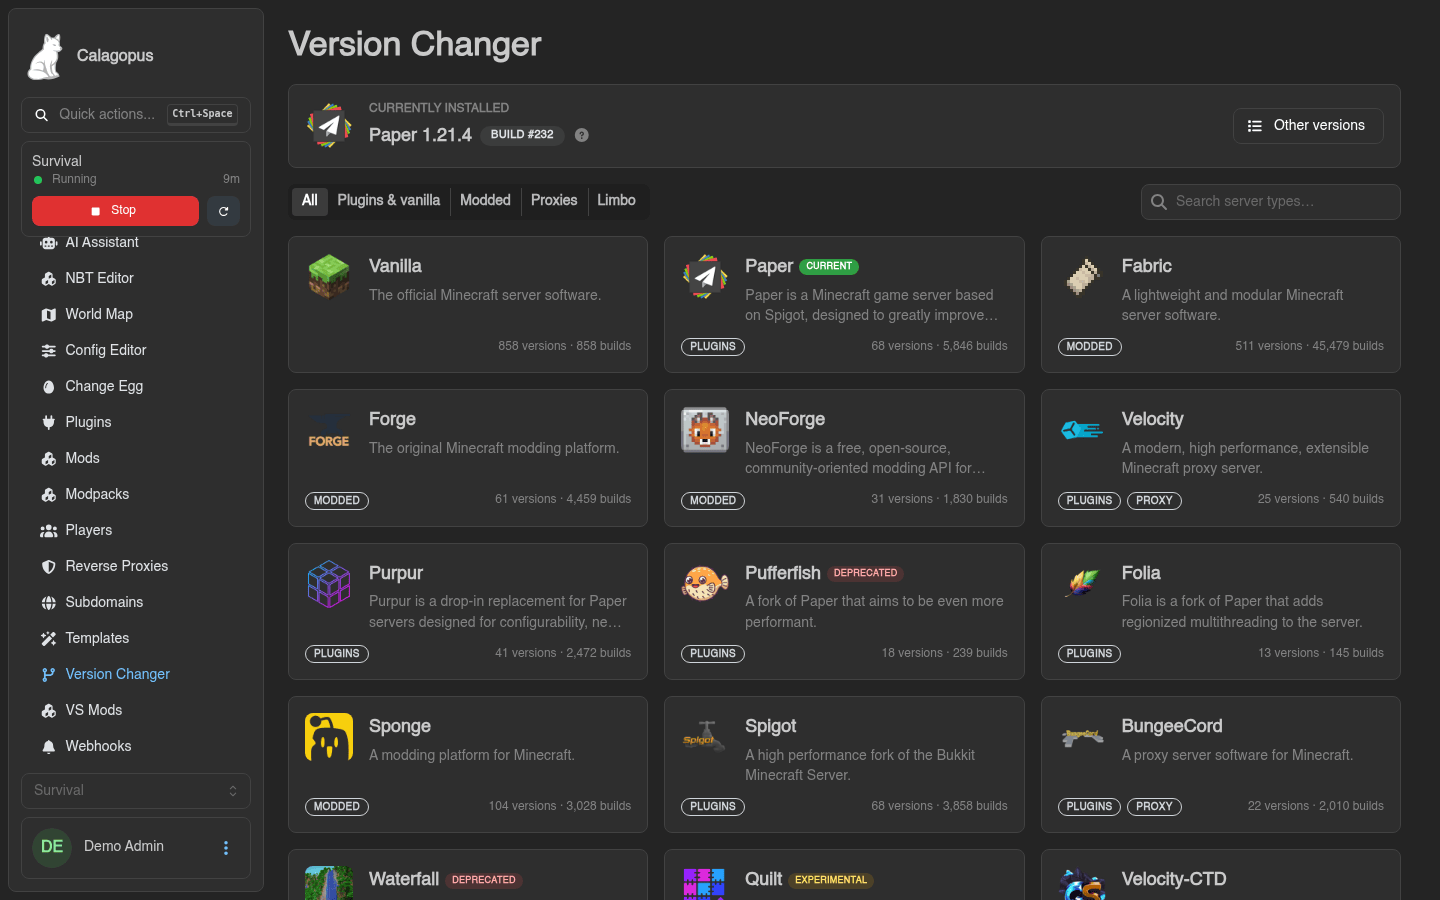 Calagopus
Quick actions... Ctrl+Space
Survival
Running 9m
Stop
AI Assistant
NBT Editor
World Map
Config Editor
Change Egg
Plugins
Mods
Modpacks
Players
Reverse Proxies
Subdomains
Templates
Version Changer
VS Mods
Webhooks
Survival
DE Demo Admin
Version Changer
CURRENTLY INSTALLED
Paper 1.21.4 BUILD #232 ?
Other versions
All Plugins & vanilla Modded Proxies Limbo
Search server types...
Vanilla
The official Minecraft server software.
858 versions · 858 builds
Paper CURRENT
Paper is a Minecraft game server based
on Spigot, designed to greatly improve…
PLUGINS 68 versions · 5,846 builds
Fabric
A lightweight and modular Minecraft
server software.
MODDED 511 versions · 45,479 builds
FORGE
Forge
The original Minecraft modding platform.
MODDED 61 versions · 4,459 builds
NeoForge
NeoForge is a free, open-source,
community-oriented modding API for…
MODDED 31 versions · 1,830 builds
Velocity
A modern, high performance, extensible
Minecraft proxy server.
PLUGINS PROXY 25 versions · 540 builds
Purpur
Purpur is a drop-in replacement for Paper
servers designed for configurability, ne…
PLUGINS 41 versions · 2,472 builds
Pufferfish DEPRECATED
A fork of Paper that aims to be even more
performant.
PLUGINS 18 versions · 239 builds
Folia
Folia is a fork of Paper that adds
regionized multithreading to the server.
PLUGINS 13 versions · 145 builds
Sponge
A modding platform for Minecraft.
MODDED 104 versions · 3,028 builds
Spigot
Spigot
A high performance fork of the Bukkit
Minecraft Server.
PLUGINS 68 versions · 3,858 builds
BungeeCord
BungeeCord
A proxy server software for Minecraft.
PLUGINS PROXY 22 versions · 2,010 builds
Waterfall DEPRECATED
Quilt EXPERIMENTAL
Velocity-CTD